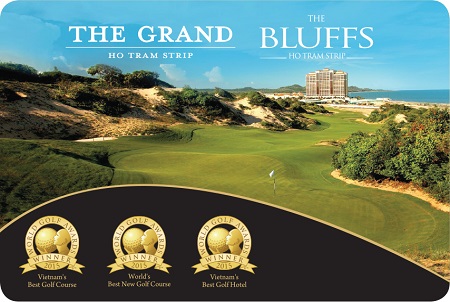 THE GRAND
HO TRAM STRIP
THE
BLUFFS
HO TRAM STRIP
WORLD GOLF AWARDS
WINNER
2015
Vietnam's
Best Golf Course
WORLD GOLF AWARDS
WINNER
2015
World's
Best New Golf Course
WORLD GOLF AWARDS
WINNER
2015
Vietnam's
Best Golf Hotel